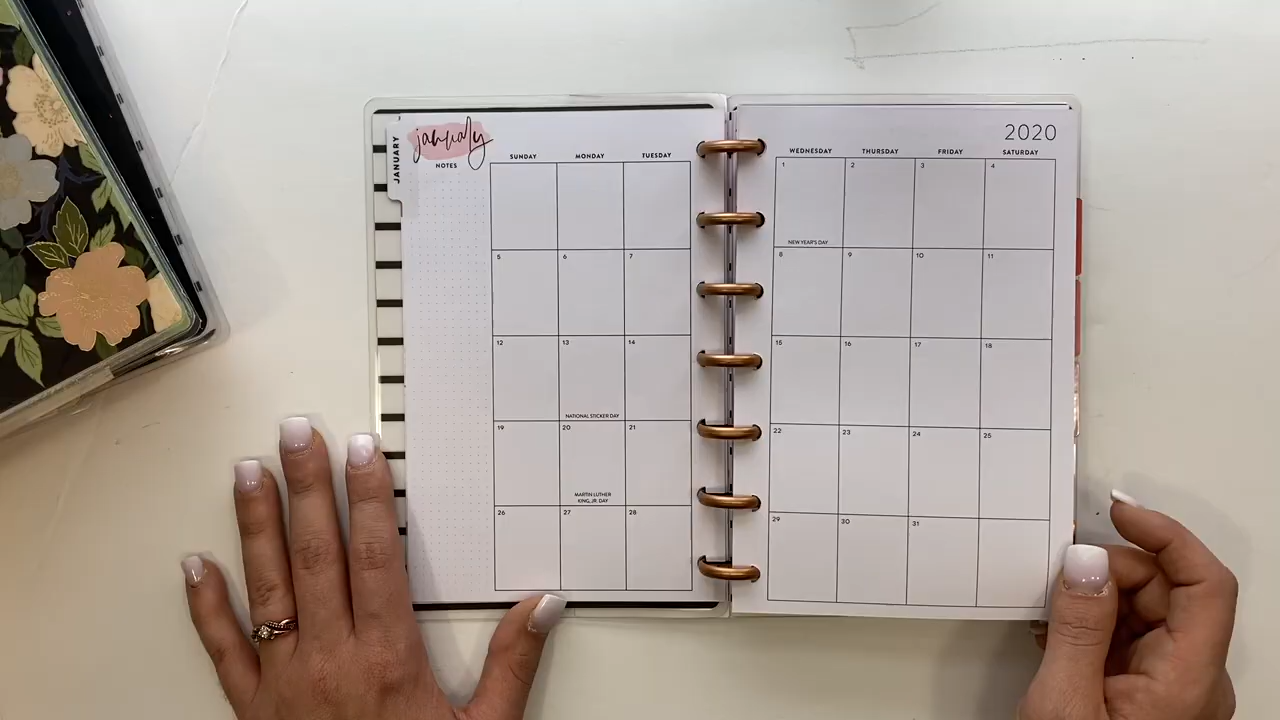 JANUARY
january
NOTES
SUNDAY MONDAY TUESDAY
5 6 7
12 13 14
NATIONAL STICKER DAY
19 20 21
MARTIN LUTHER
KING, JR. DAY
26 27 28
2020
WEDNESDAY THURSDAY FRIDAY SATURDAY
1 2 3 4
NEW YEAR'S DAY
8 9 10 11
15 16 17 18
22 23 24 25
29 30 31